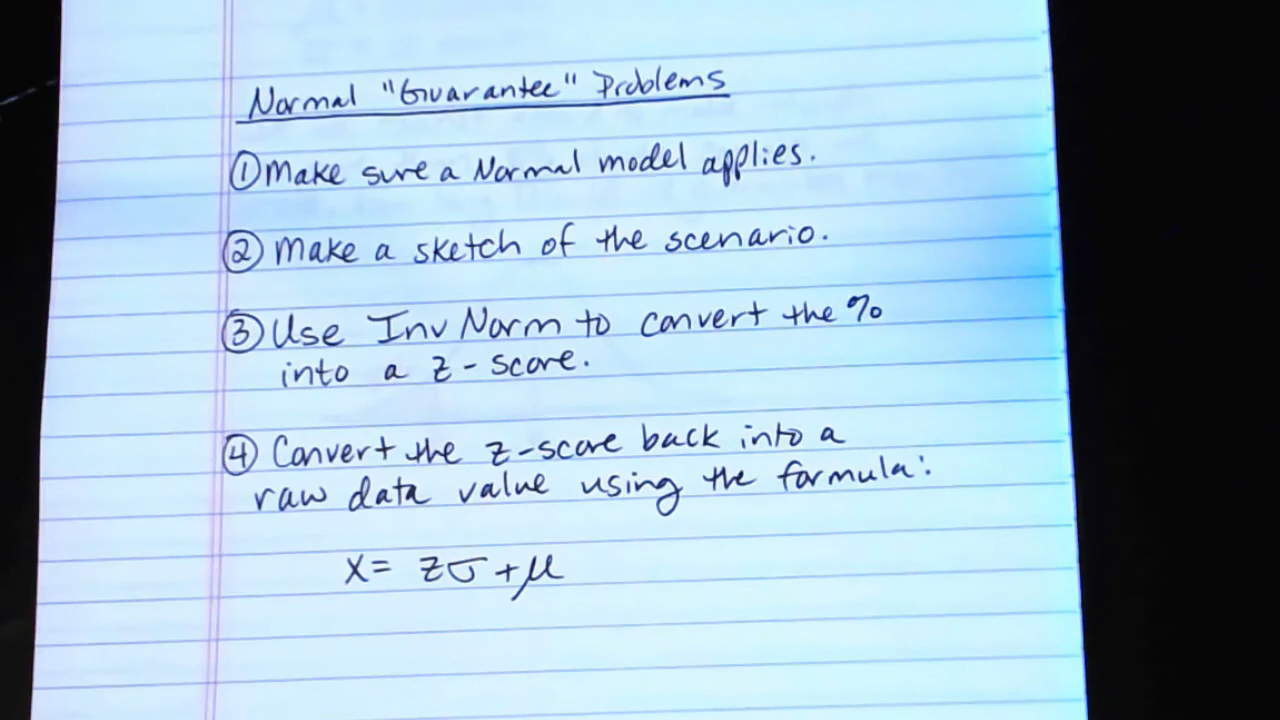 Normal "Guarantee" Problems
① Make sure a Normal model applies.
② Make a sketch of the scenario.
③ Use InvNorm to convert the %
into a z-score.
④ Convert the z-score back into a
raw data value using the formula:
x = zσ + μ